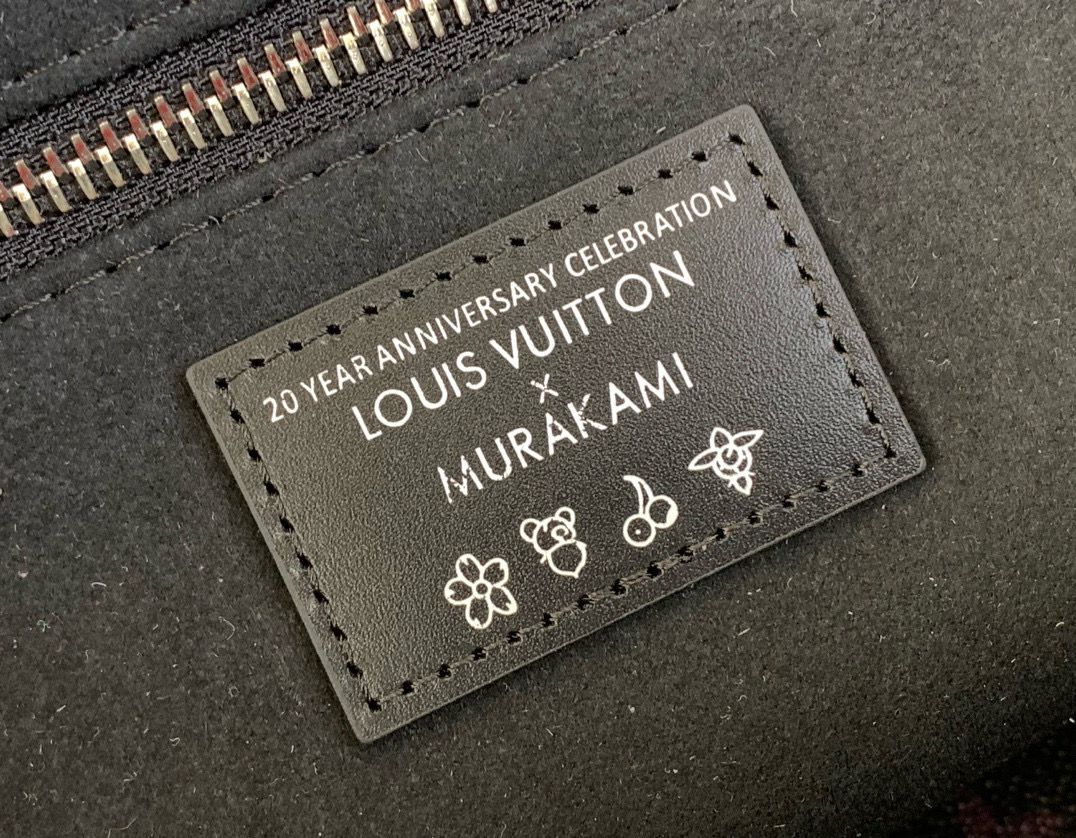 20 YEAR ANNIVERSARY CELEBRATION
LOUIS VUITTON
X
MURAKAMI